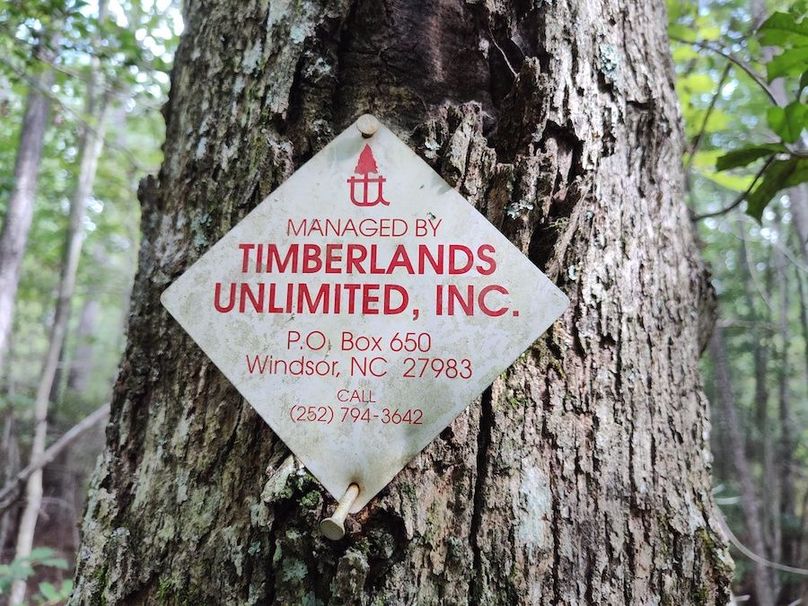 MANAGED BY
TIMBERLANDS
UNLIMITED, INC.
P.O. Box 650
Windsor, NC 27983
CALL
(252) 794-3642